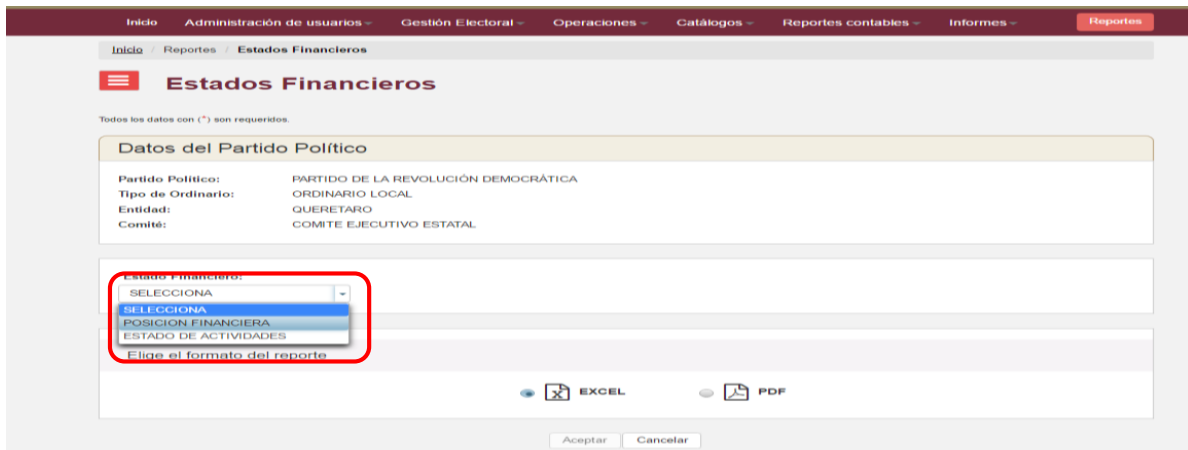 Inicio Administración de usuarios Gestión Electoral Operaciones Catálogos Reportes contables Informes Reportes
Inicio / Reportes / Estados Financieros
Estados Financieros
Todos los datos con (*) son requeridos.
Datos del Partido Político
Partido Político: PARTIDO DE LA REVOLUCIÓN DEMOCRÁTICA
Tipo de Ordinario: ORDINARIO LOCAL
Entidad: QUERETARO
Comité: COMITE EJECUTIVO ESTATAL
Estado Financiero:
SELECCIONA
SELECCIONA
POSICION FINANCIERA
ESTADO DE ACTIVIDADES
Elige el formato del reporte
EXCEL PDF
Aceptar Cancelar